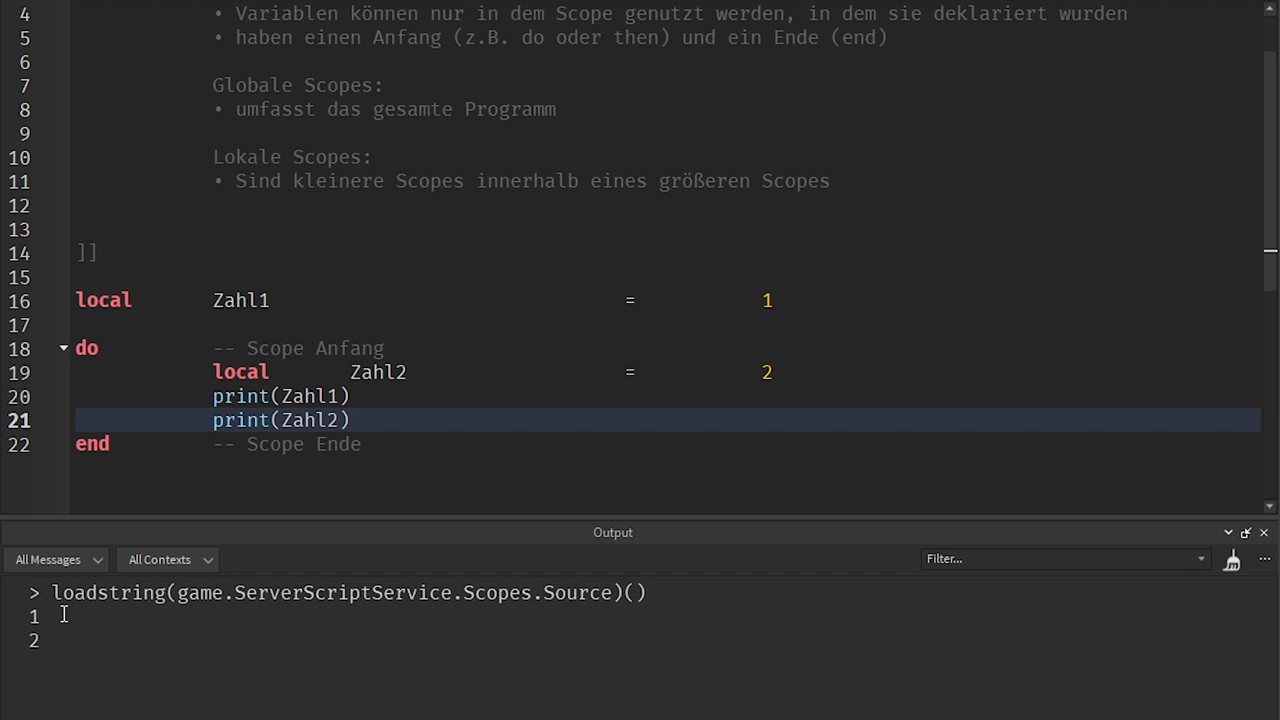 4 • Variablen können nur in dem Scope genutzt werden, in dem sie deklariert wurden
5 • haben einen Anfang (z.B. do oder then) und ein Ende (end)
6
7 Globale Scopes:
8 • umfasst das gesamte Programm
9
10 Lokale Scopes:
11 • Sind kleinere Scopes innerhalb eines größeren Scopes
12
13
14 ]]
15
16 local Zahl1 = 1
17
18 do -- Scope Anfang
19 local Zahl2 = 2
20 print(Zahl1)
21 print(Zahl2)
22 end -- Scope Ende
Output
All Messages All Contexts Filter...
> loadstring(game.ServerScriptService.Scopes.Source)()
1
2